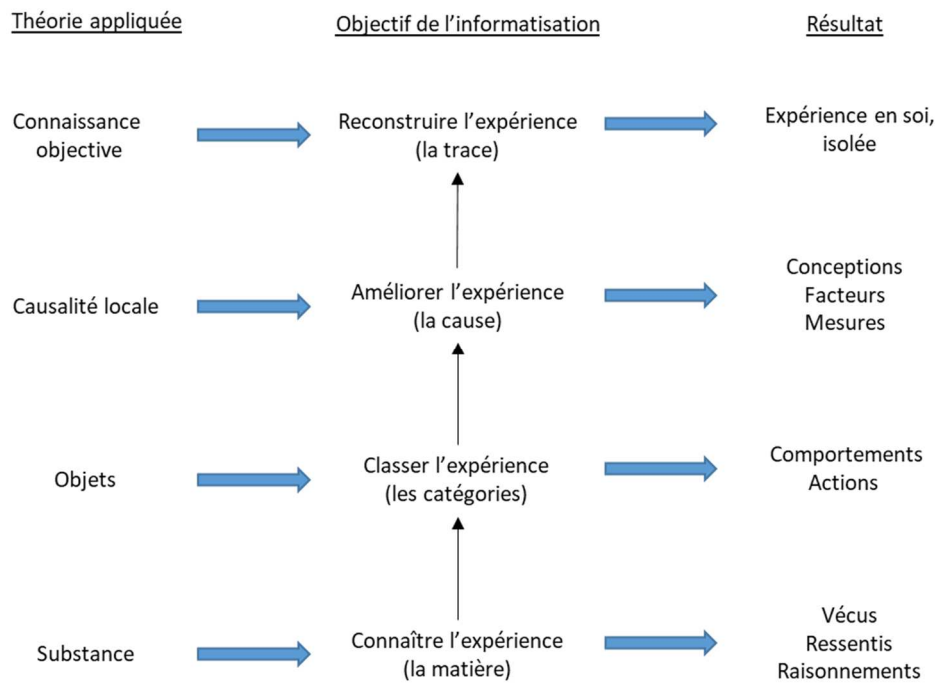 Théorie appliquée
Objectif de l’informatisation
Résultat
Connaissance
objective
Reconstruire l’expérience
(la trace)
Expérience en soi,
isolée
Causalité locale
Améliorer l’expérience
(la cause)
Conceptions
Facteurs
Mesures
Objets
Classer l’expérience
(les catégories)
Comportements
Actions
Substance
Connaître l’expérience
(la matière)
Vécus
Ressentis
Raisonnements